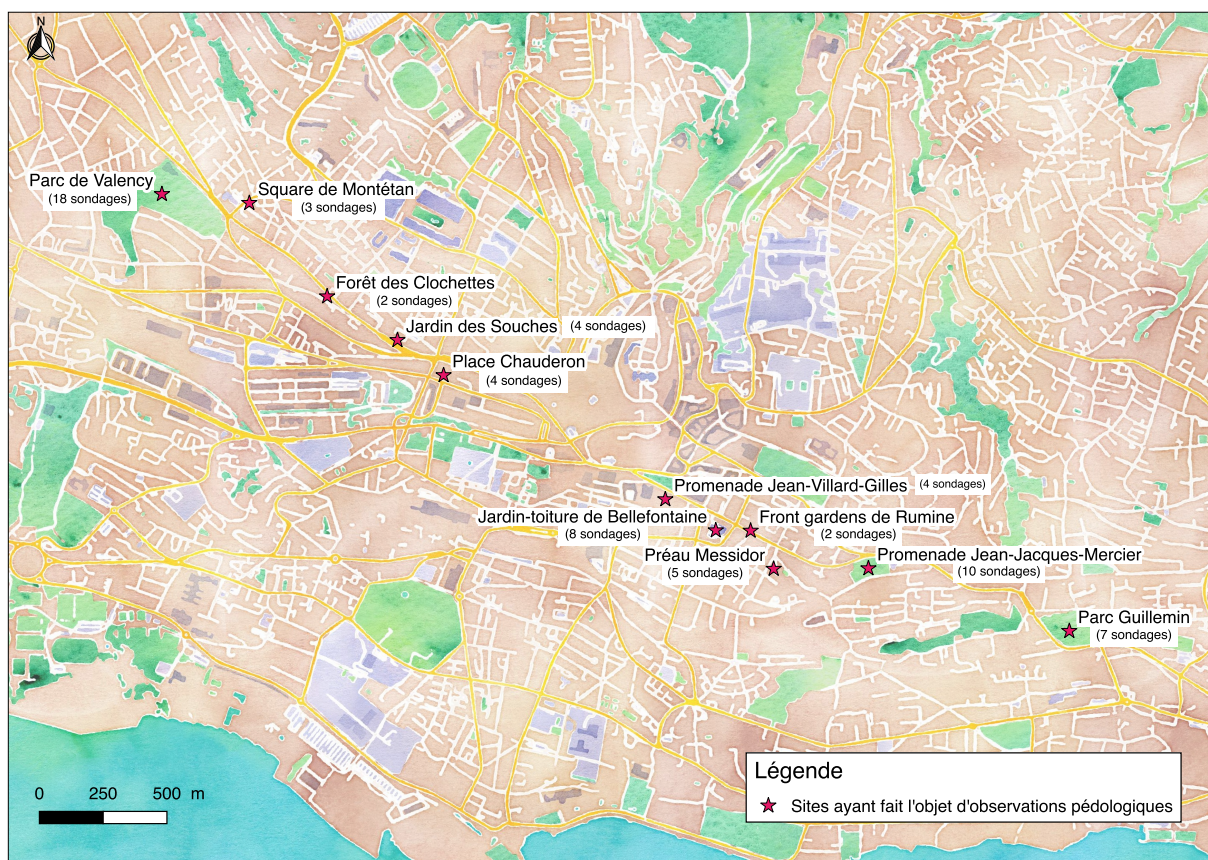 N
Parc de Valency
(18 sondages)
Square de Montétan
(3 sondages)
Forêt des Clochettes
(2 sondages)
Jardin des Souches (4 sondages)
Place Chauderon
(4 sondages)
Promenade Jean-Villard-Gilles (4 sondages)
Jardin-toiture de Bellefontaine
(8 sondages)
Front gardens de Rumine
(2 sondages)
Préau Messidor
(5 sondages)
Promenade Jean-Jacques-Mercier
(10 sondages)
Parc Guillemin
(7 sondages)
Légende
Sites ayant fait l'objet d'observations pédologiques
0 250 500 m